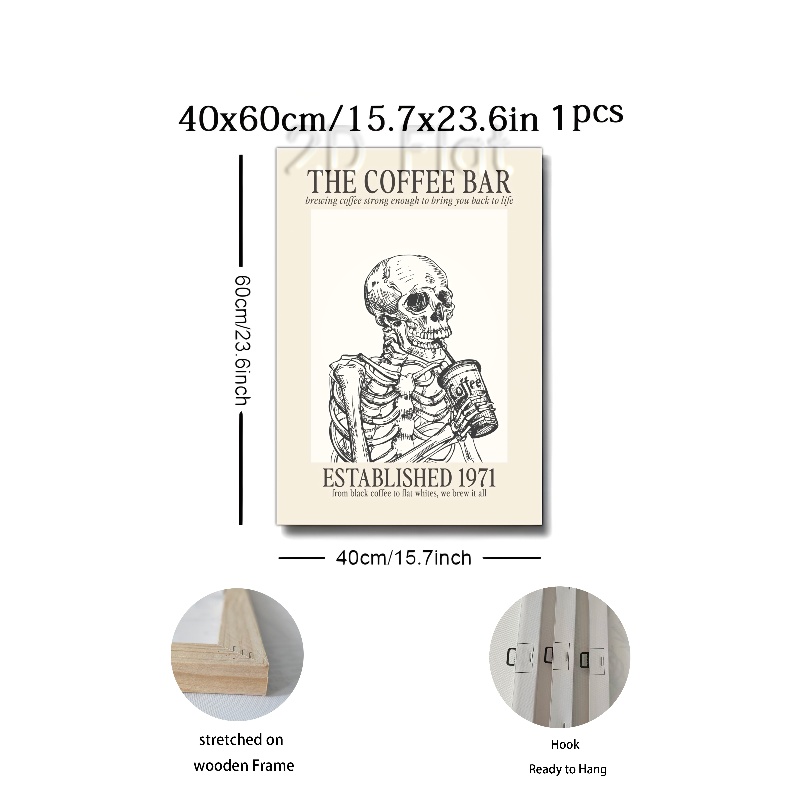 40x60cm/15.7x23.6in 1pcs
2D Flat
THE COFFEE BAR
brewing coffee strong enough to bring you back to life
60cm/23.6inch
Coffee
ESTABLISHED 1971
from black coffee to flat whites, we brew it all
40cm/15.7inch
stretched on
wooden Frame
Hook
Ready to Hang